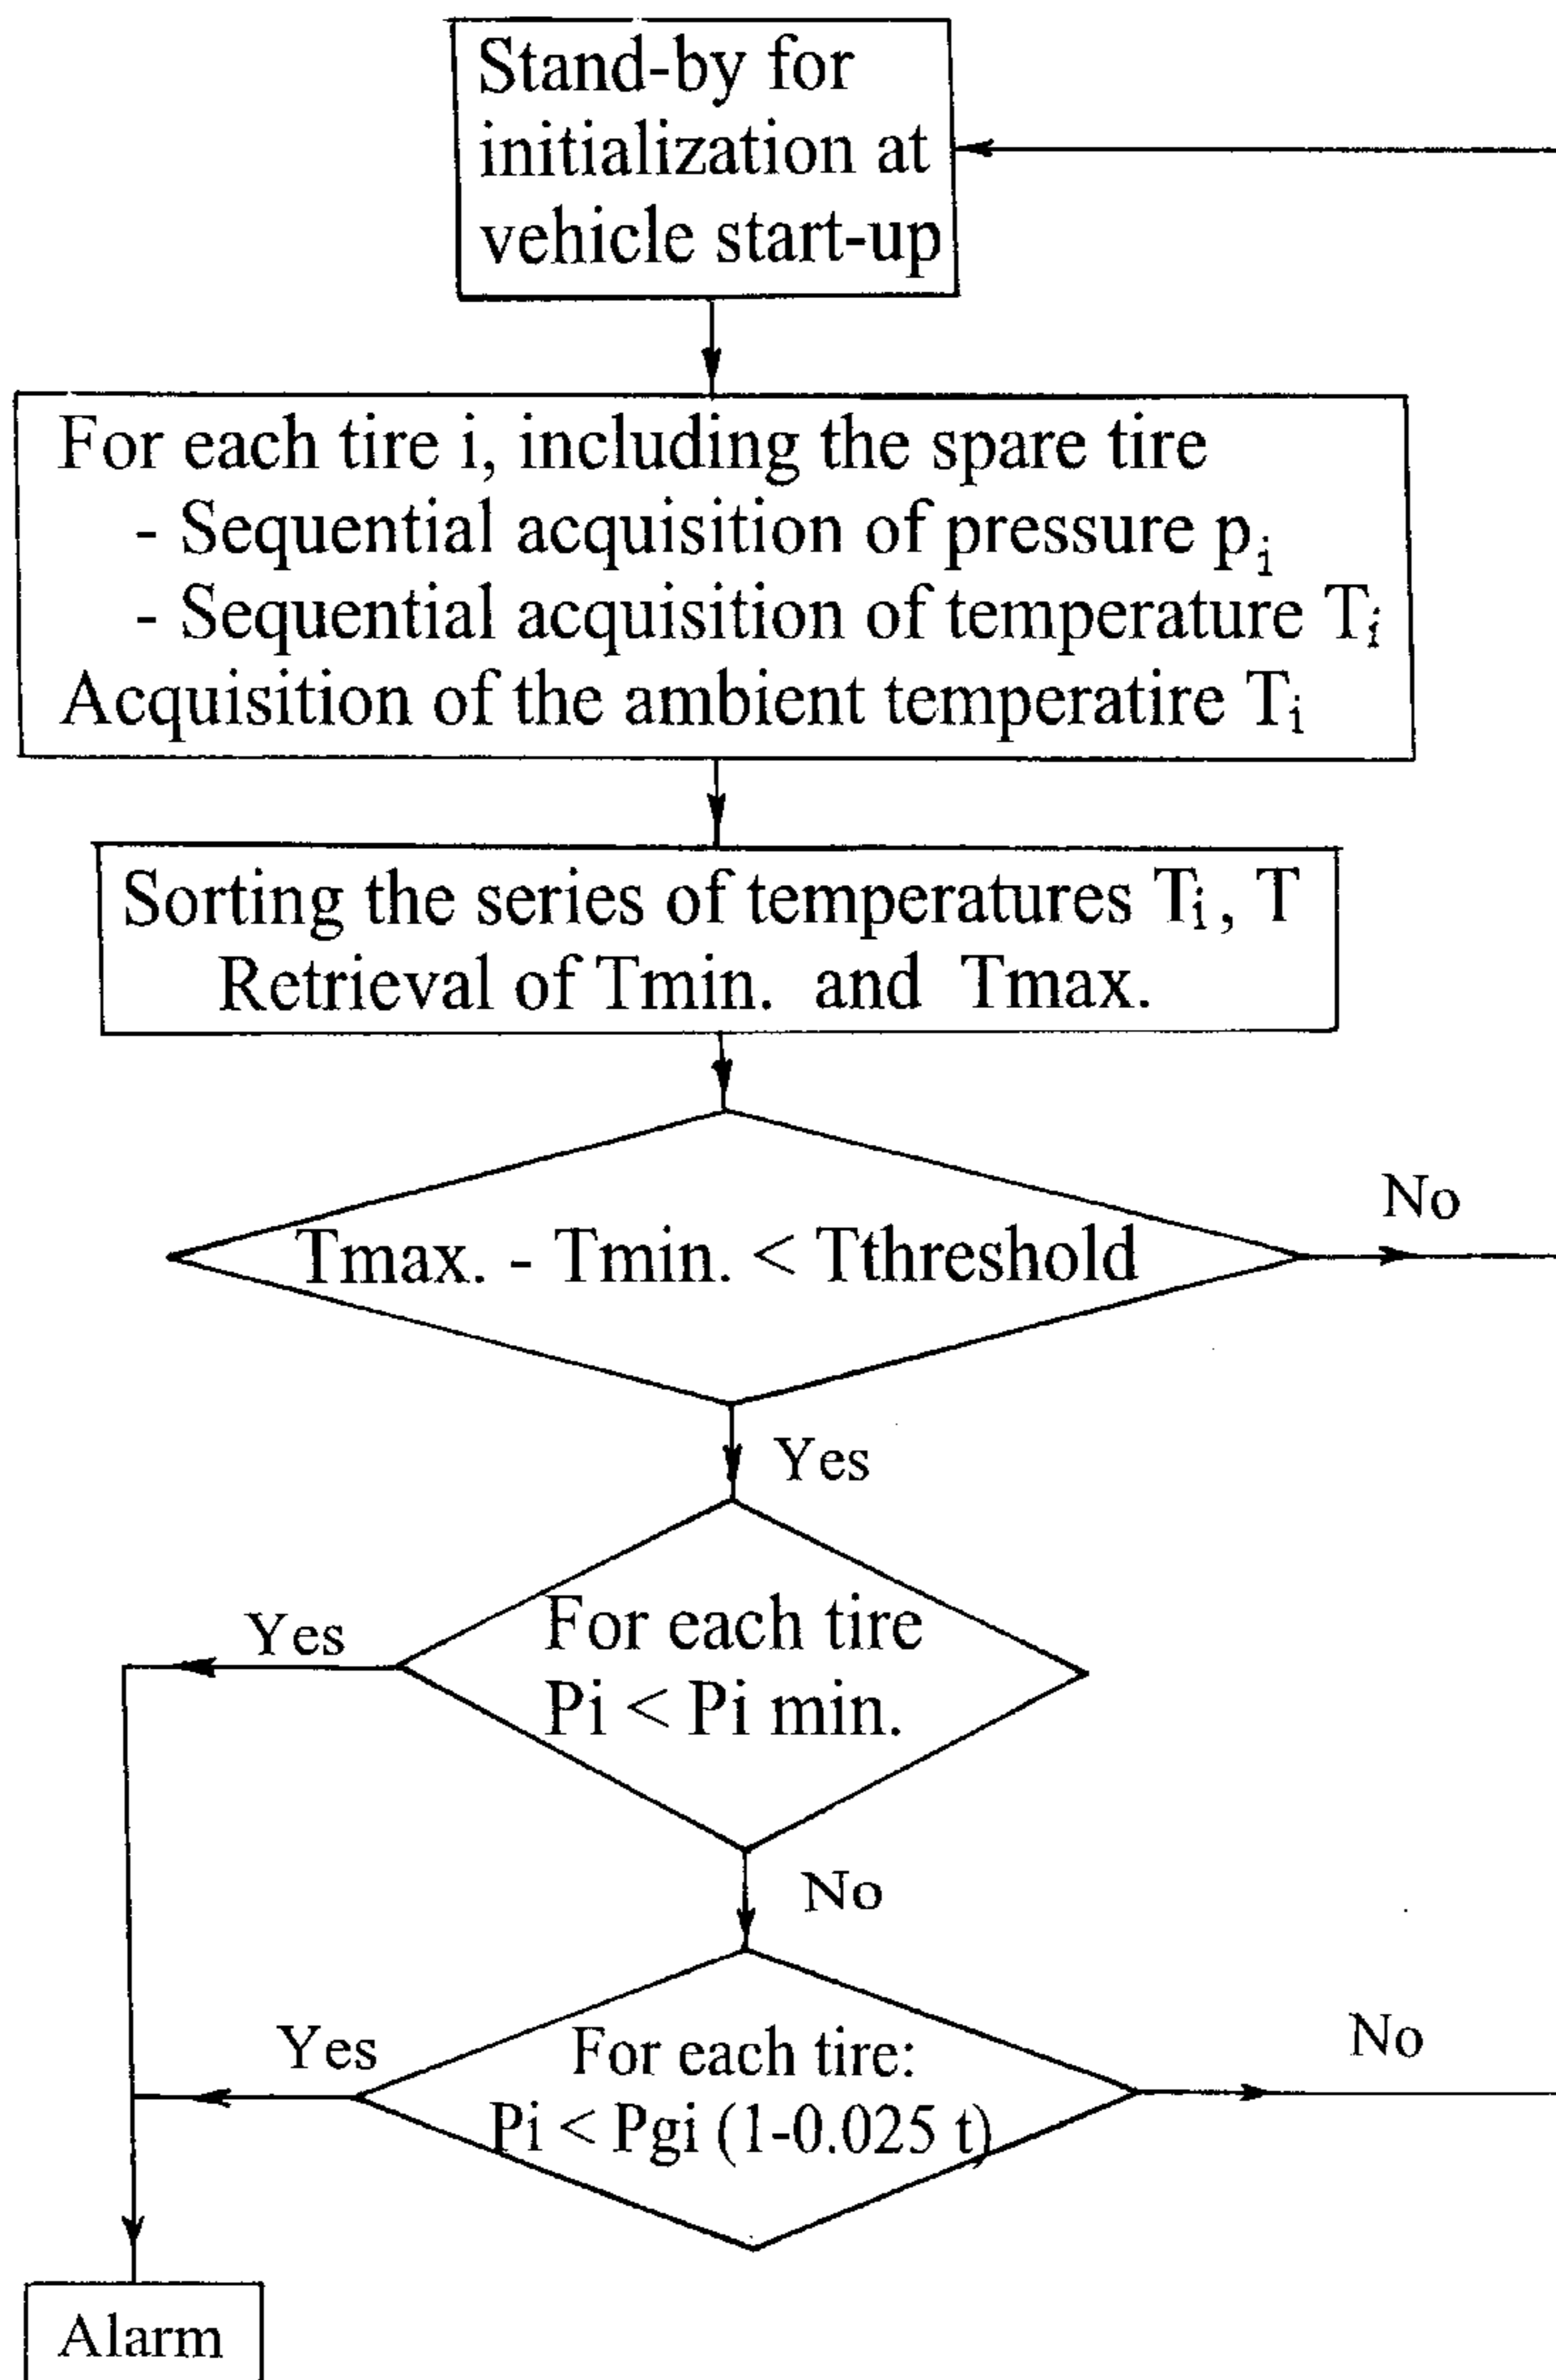 Stand-by for
initialization at
vehicle start-up
For each tire i, including the spare tire
- Sequential acquisition of pressure pi
- Sequential acquisition of temperature Ti
Acquisition of the ambient temperatire Ti
Sorting the series of temperatures Ti, T
Retrieval of Tmin. and Tmax.
Tmax. - Tmin. < Tthreshold
No
Yes
For each tire
Pi < Pi min.
Yes
No
For each tire:
Pi < Pgi (1-0.025 t)
Yes
No
Alarm